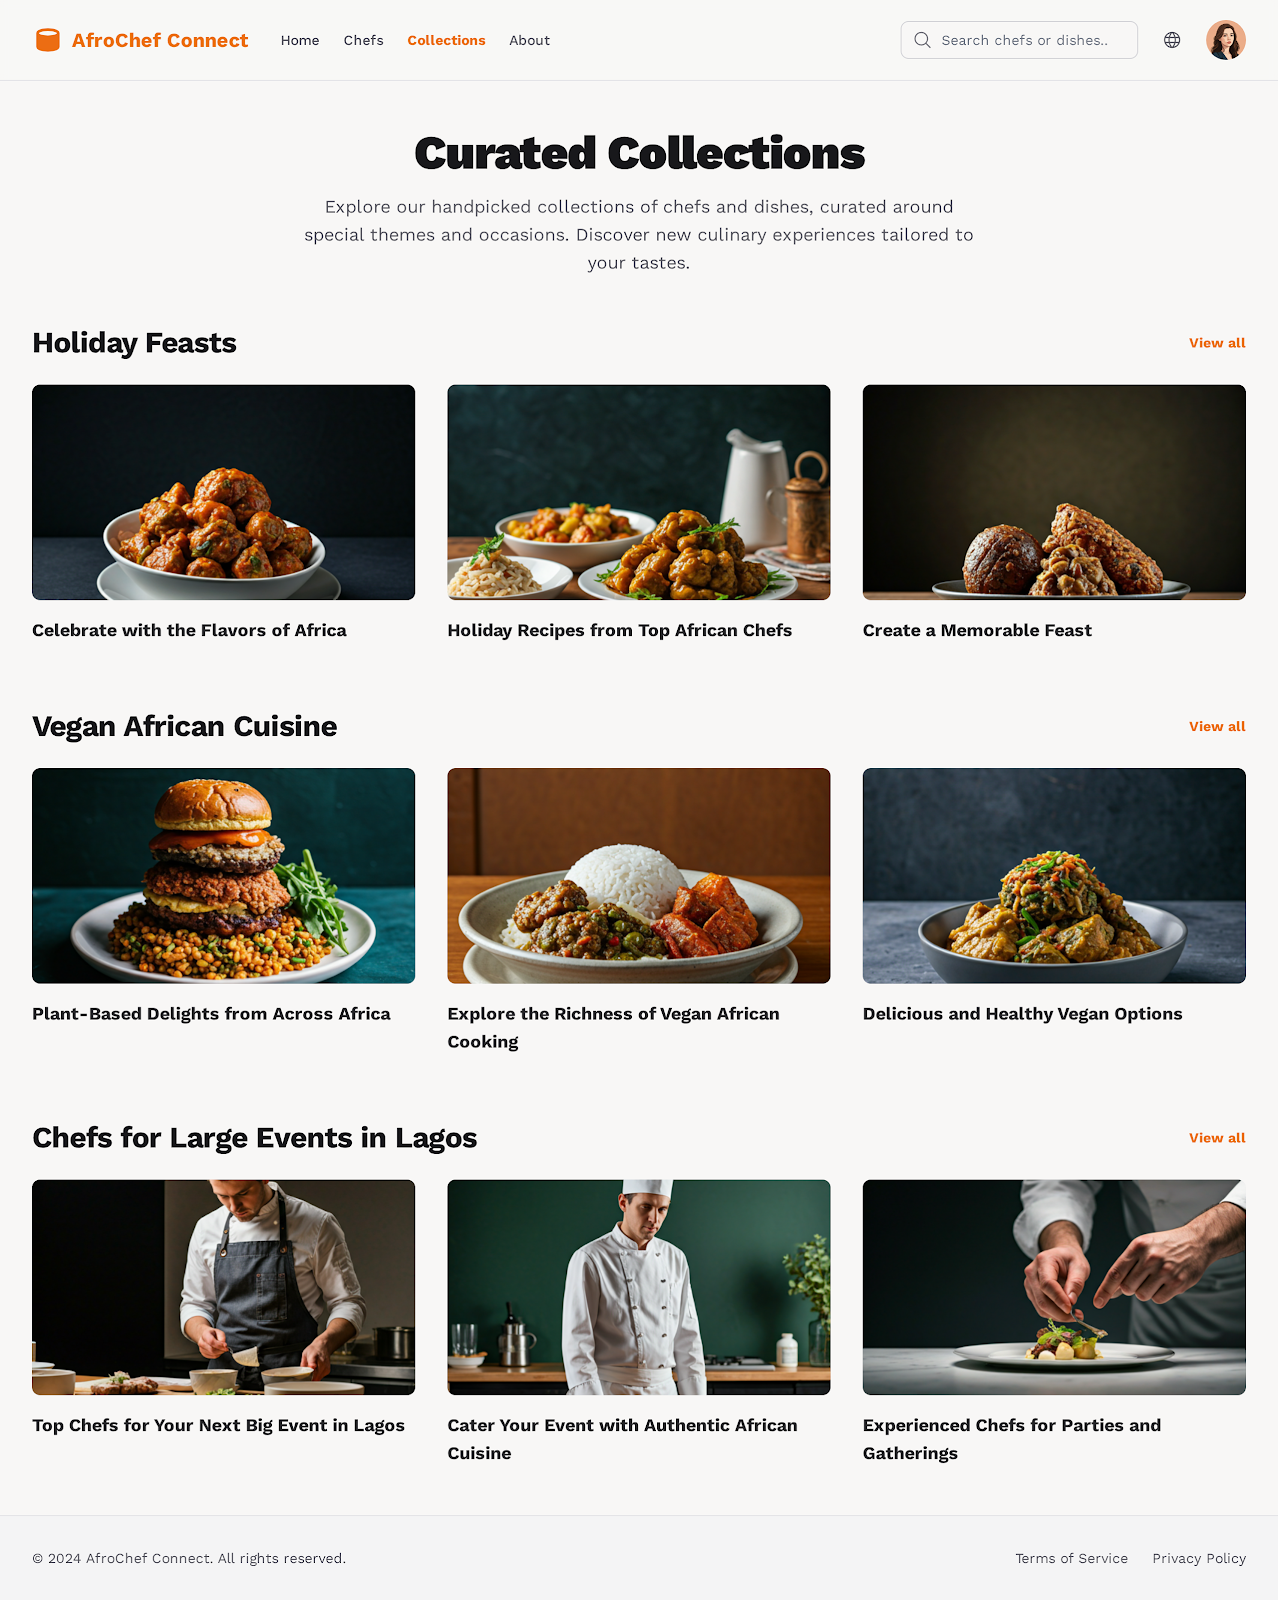 AfroChef Connect
Home
Chefs
Collections
About
Search chefs or dishes..
Curated Collections
Explore our handpicked collections of chefs and dishes, curated around
special themes and occasions. Discover new culinary experiences tailored to
your tastes.
Holiday Feasts
View all
Celebrate with the Flavors of Africa
Holiday Recipes from Top African Chefs
Create a Memorable Feast
Vegan African Cuisine
View all
Plant-Based Delights from Across Africa
Explore the Richness of Vegan African
Cooking
Delicious and Healthy Vegan Options
Chefs for Large Events in Lagos
View all
Top Chefs for Your Next Big Event in Lagos
Cater Your Event with Authentic African
Cuisine
Experienced Chefs for Parties and
Gatherings
© 2024 AfroChef Connect. All rights reserved.
Terms of Service
Privacy Policy